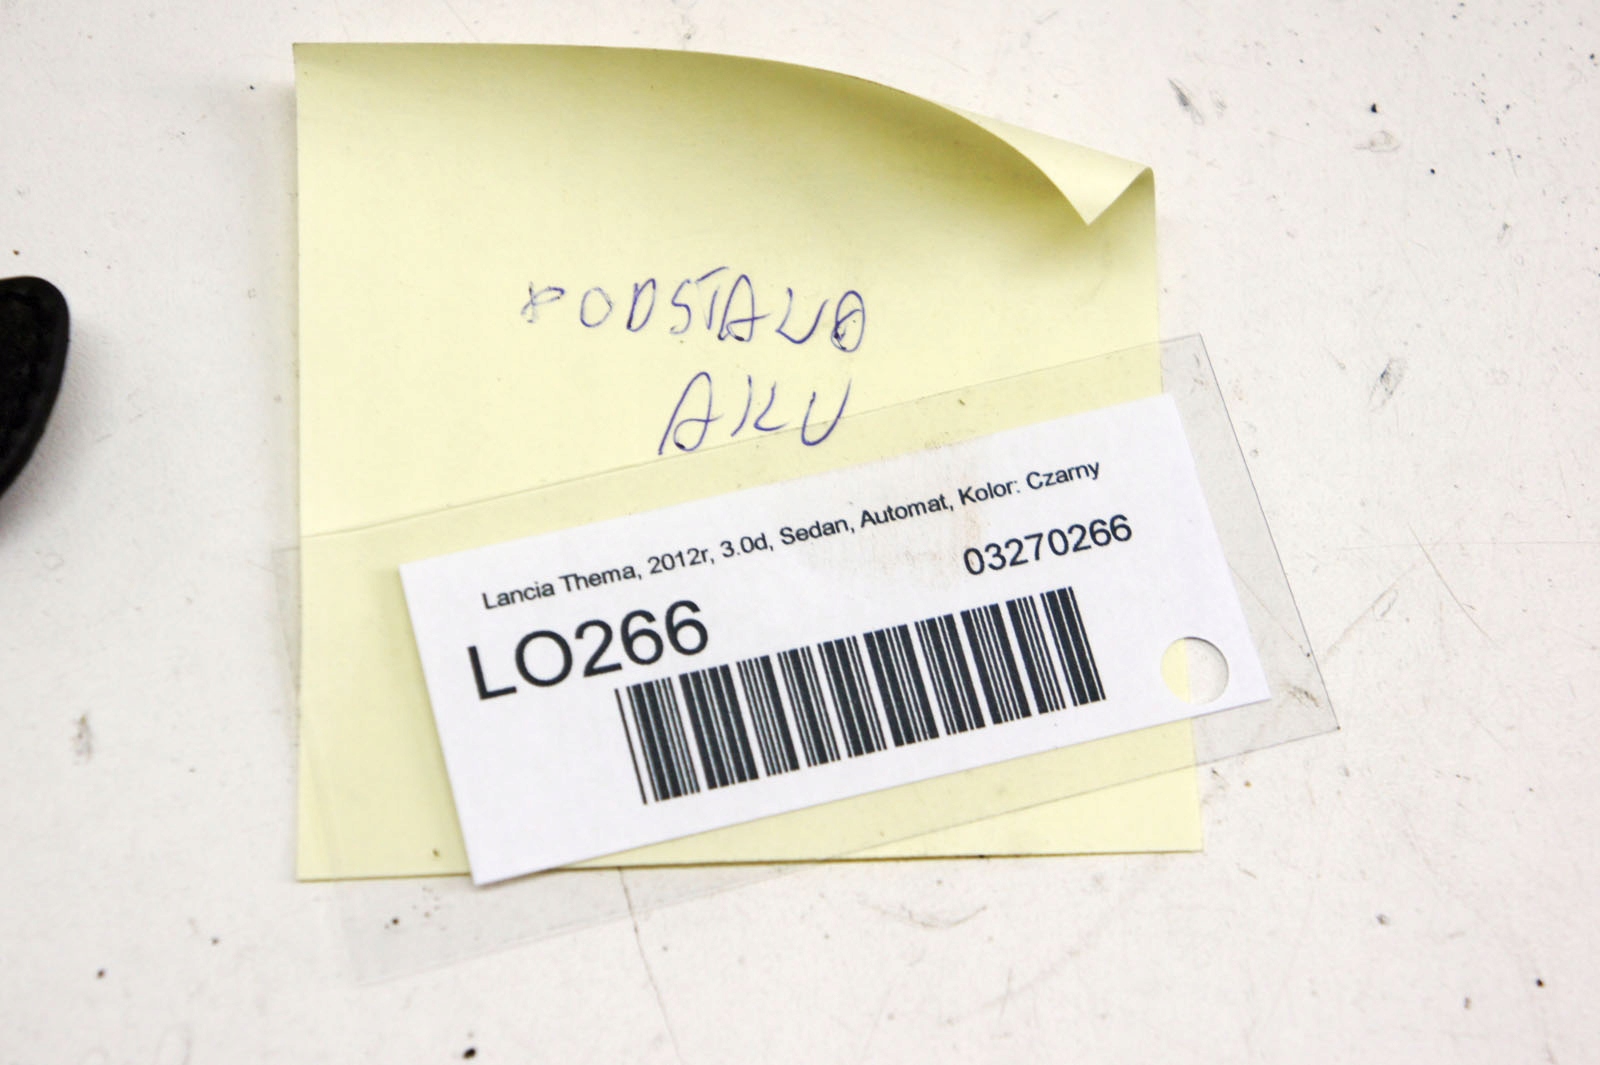 PODSTAWA
AKU
Lancia Thema, 2012r, 3.0d, Sedan, Automat, Kolor: Czarny
03270266
LO266